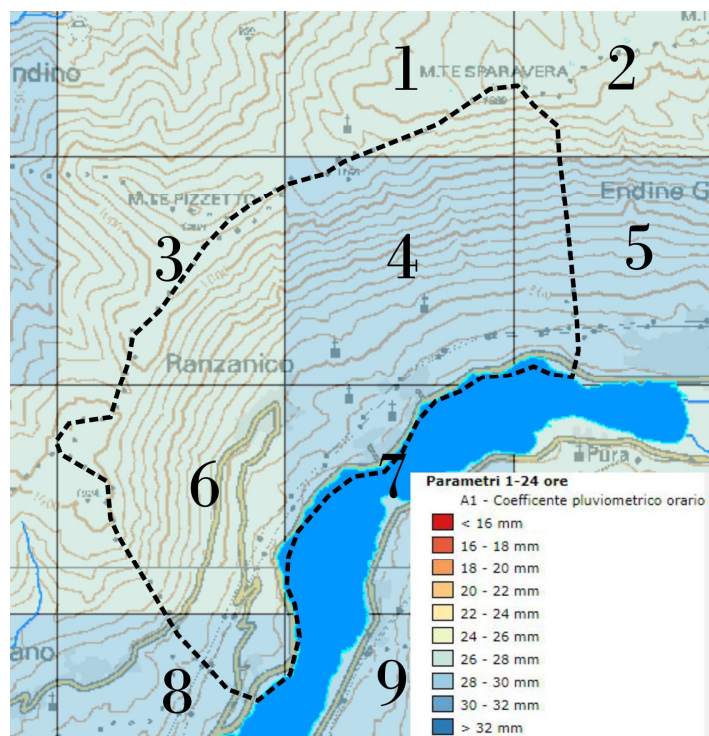 1
2
M.T
M.TE SPARAVERA
ndino
Endine G
M.TE PIZZETTO
3
4
5
Ranzanico
6
7
Pura
Parametri 1-24 ore
A1 - Coefficente pluviometrico orario
< 16 mm
16 - 18 mm
18 - 20 mm
20 - 22 mm
22 - 24 mm
24 - 26 mm
26 - 28 mm
28 - 30 mm
30 - 32 mm
> 32 mm
ano
8
9